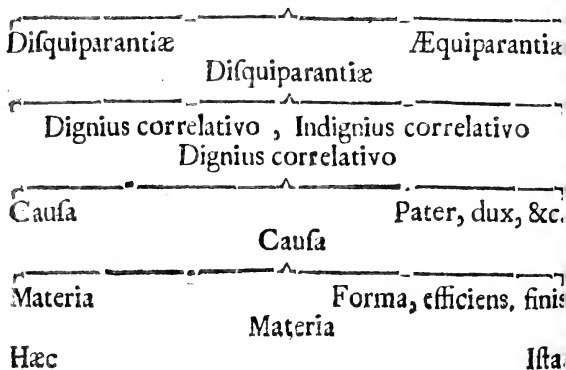 Diſquiparantiæ Æquiparantiæ
Diſquiparantiæ
Dignius correlativo , Indignius correlativo
Dignius correlativo
Cauſa Pater, dux, &c.
Cauſa
Materia Forma, efficiens, finis
Materia
Hæc Iſta.